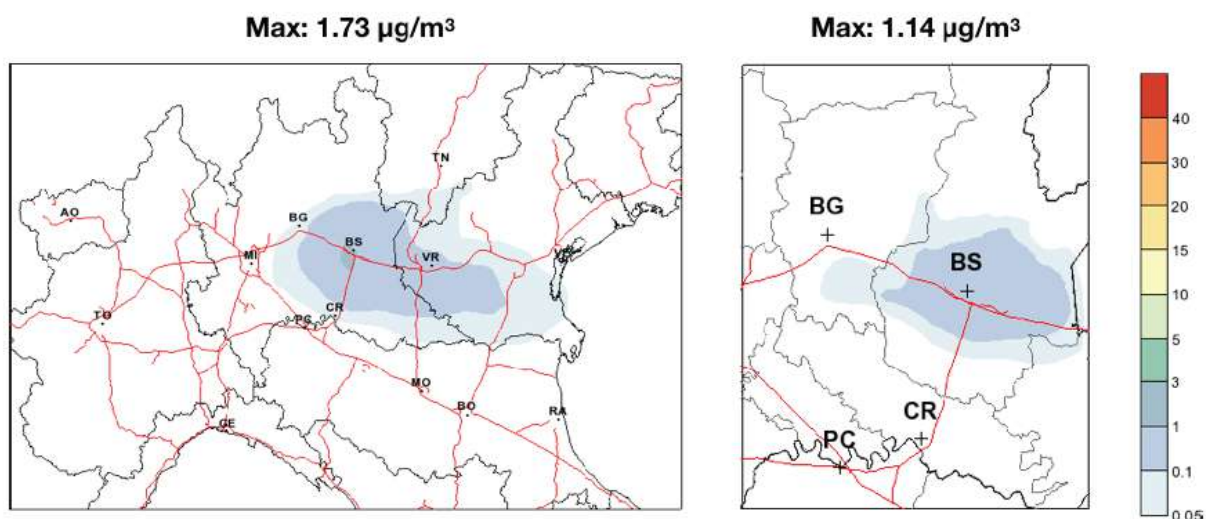 Max: 1.73 µg/m³
Max: 1.14 µg/m³
TN
AO
BG
BS
MI
VR
TO
PC
CR
MO
BO
RA
GE
BG
BS
CR
PC
40
30
20
15
10
5
3
1
0.1
0.05